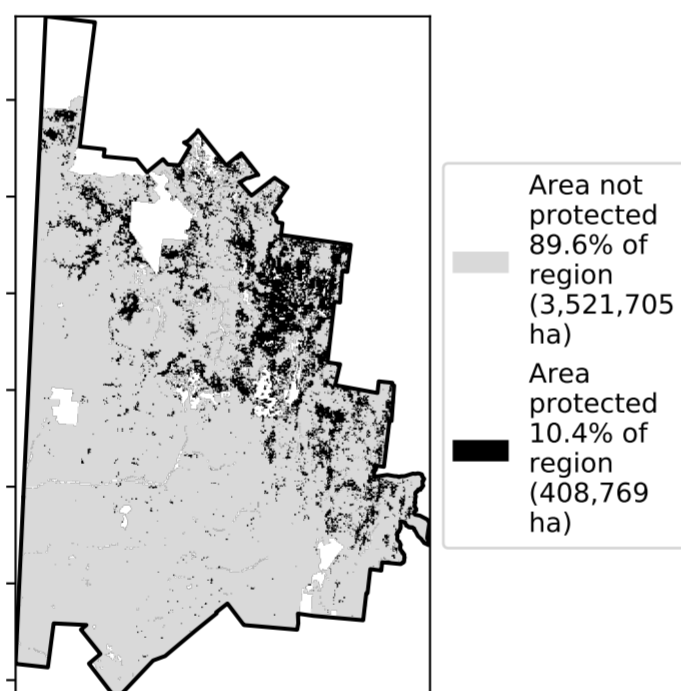 Area not
protected
89.6% of
region
(3,521,705
ha)
Area
protected
10.4% of
region
(408,769
ha)